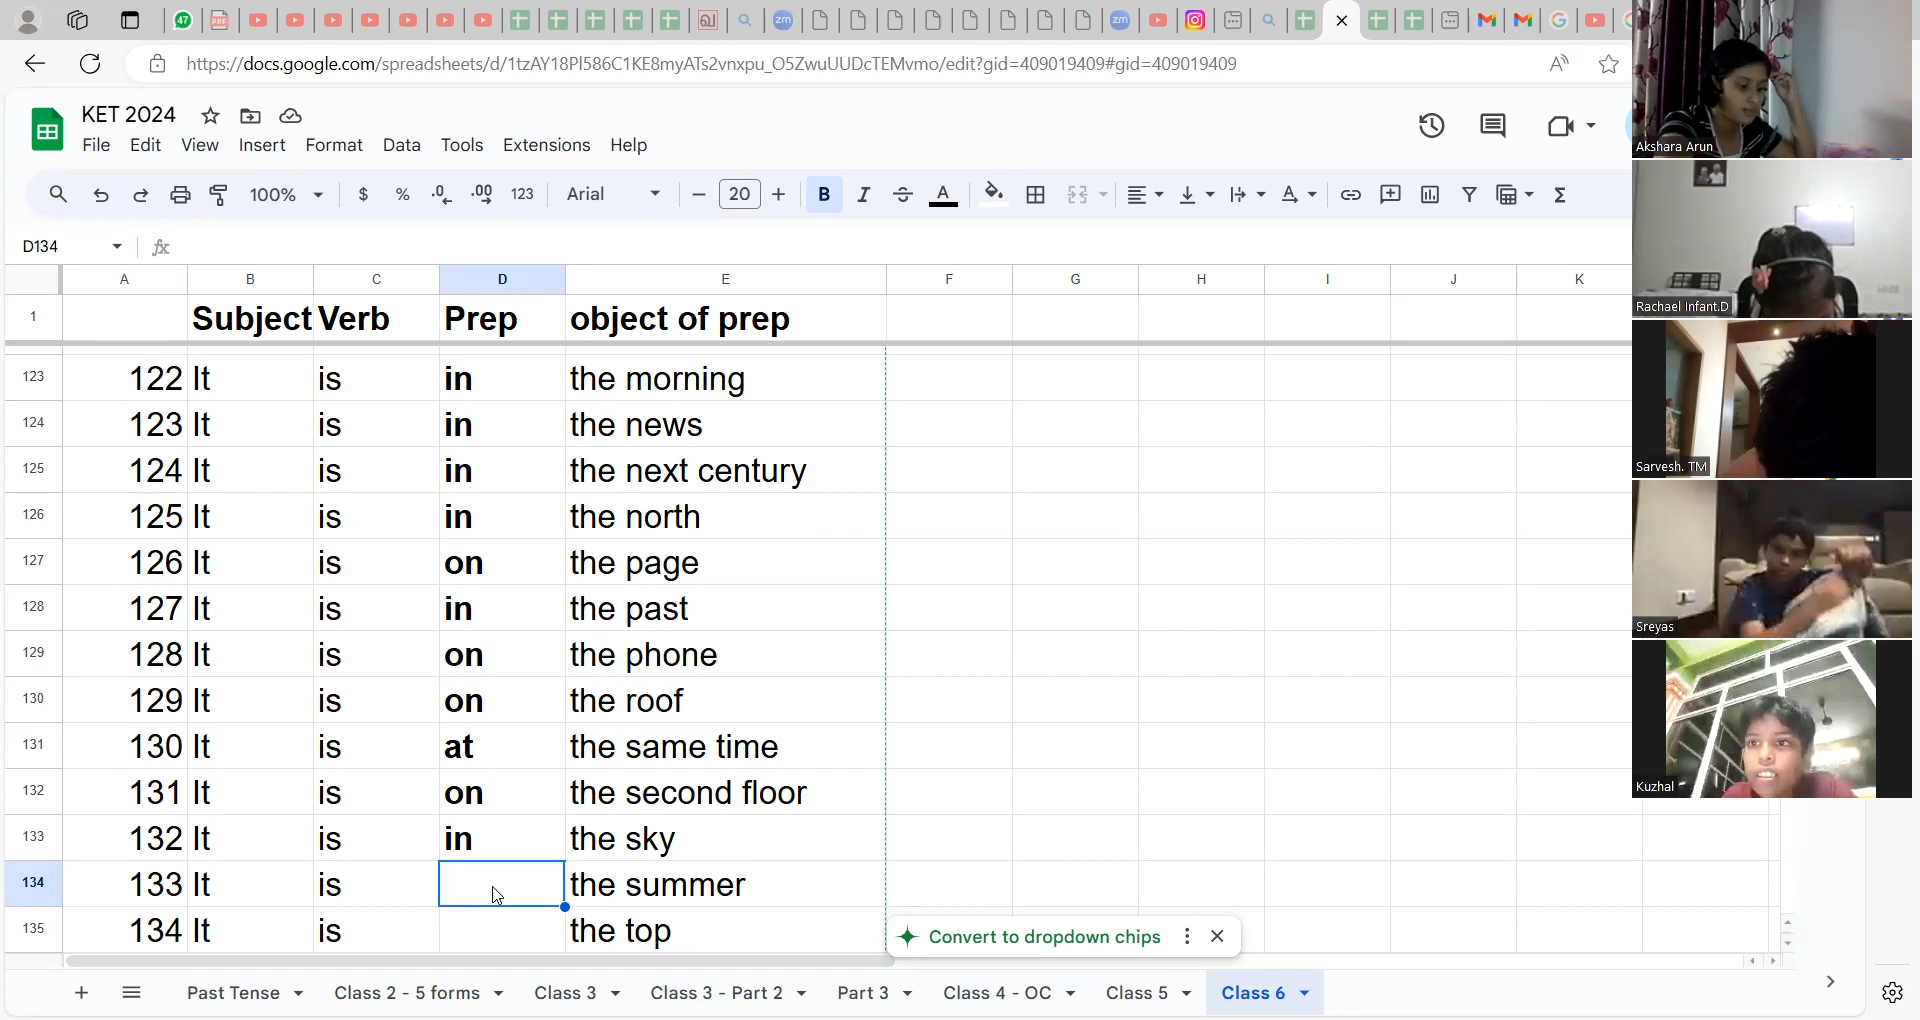 47
PDF
zm
zm
https://docs.google.com/spreadsheets/d/1tzAY18Pl586C1KE8myATs2vnxpu_O5ZwuUUDcTEMvmo/edit?gid=409019409#gid=409019409
KET 2024
File Edit View Insert Format Data Tools Extensions Help
100% $ % .0 .00 123 Arial 20 B I S A A Σ
D134 fx
A B C D E F G H I J K
1 Subject Verb Prep object of prep
123 122 It is in the morning
124 123 It is in the news
125 124 It is in the next century
126 125 It is in the north
127 126 It is on the page
128 127 It is in the past
129 128 It is on the phone
130 129 It is on the roof
131 130 It is at the same time
132 131 It is on the second floor
133 132 It is in the sky
134 133 It is the summer
135 134 It is the top
Convert to dropdown chips
Past Tense Class 2 - 5 forms Class 3 Class 3 - Part 2 Part 3 Class 4 - OC Class 5 Class 6
Akshara Arun
Rachael Infant.D
Sarvesh. TM
Sreyas
Kuzhal